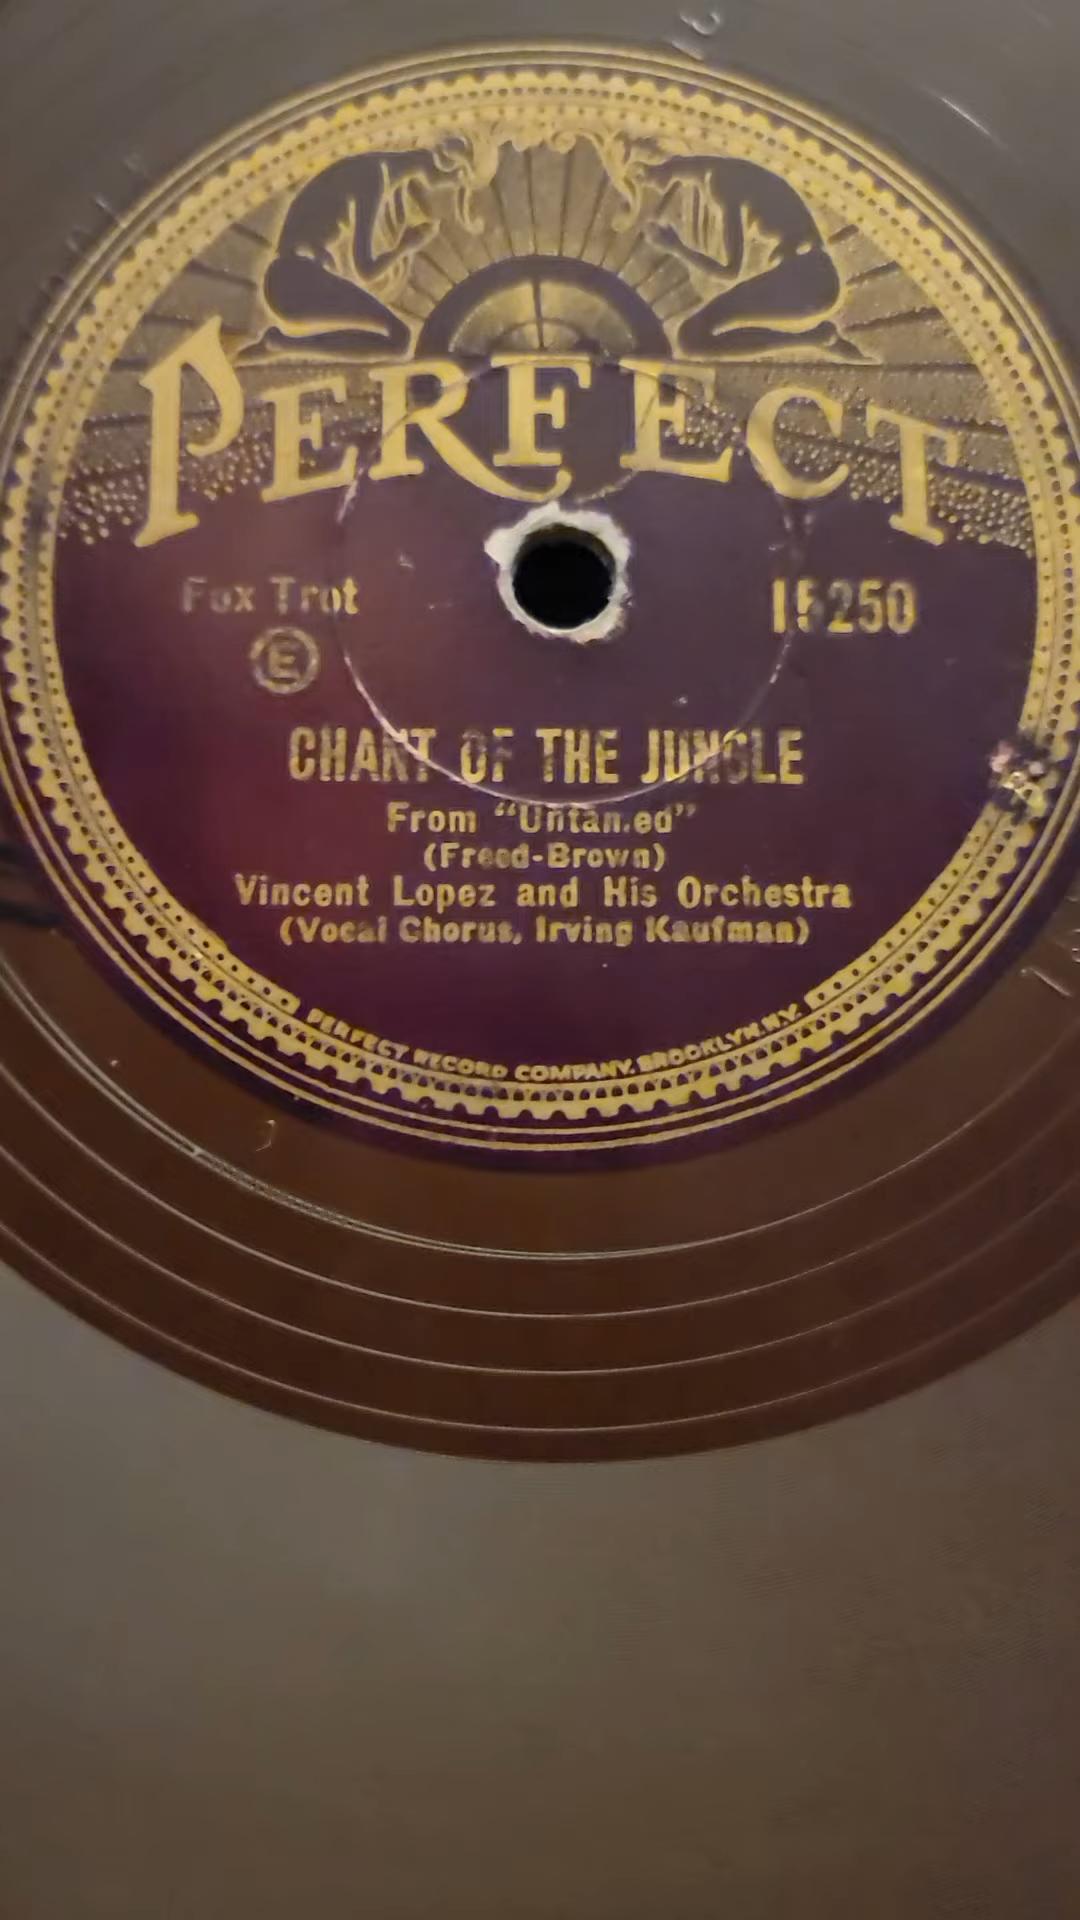 PERFECT
Fox Trot
15250
E
CHANT OF THE JUNGLE
From "Untamed"
(Freed-Brown)
Vincent Lopez and His Orchestra
(Vocal Chorus, Irving Kaufman)
PERFECT RECORD COMPANY. BROOKLYN. N.Y.